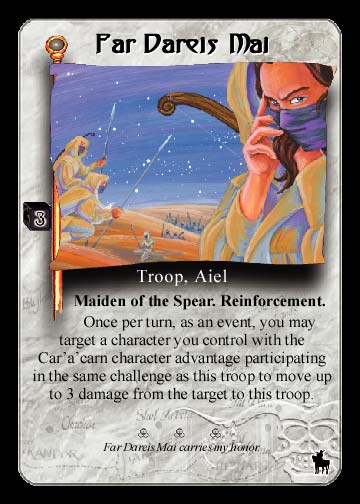 Far Dareis Mai
3
Troop, Aiel
Maiden of the Spear. Reinforcement.
Once per turn, as an event, you may
target a character you control with the
Car'a'carn character advantage participating
in the same challenge as this troop to move up
to 3 damage from the target to this troop.
Far Dareis Mai carries my honor.
KANDOR